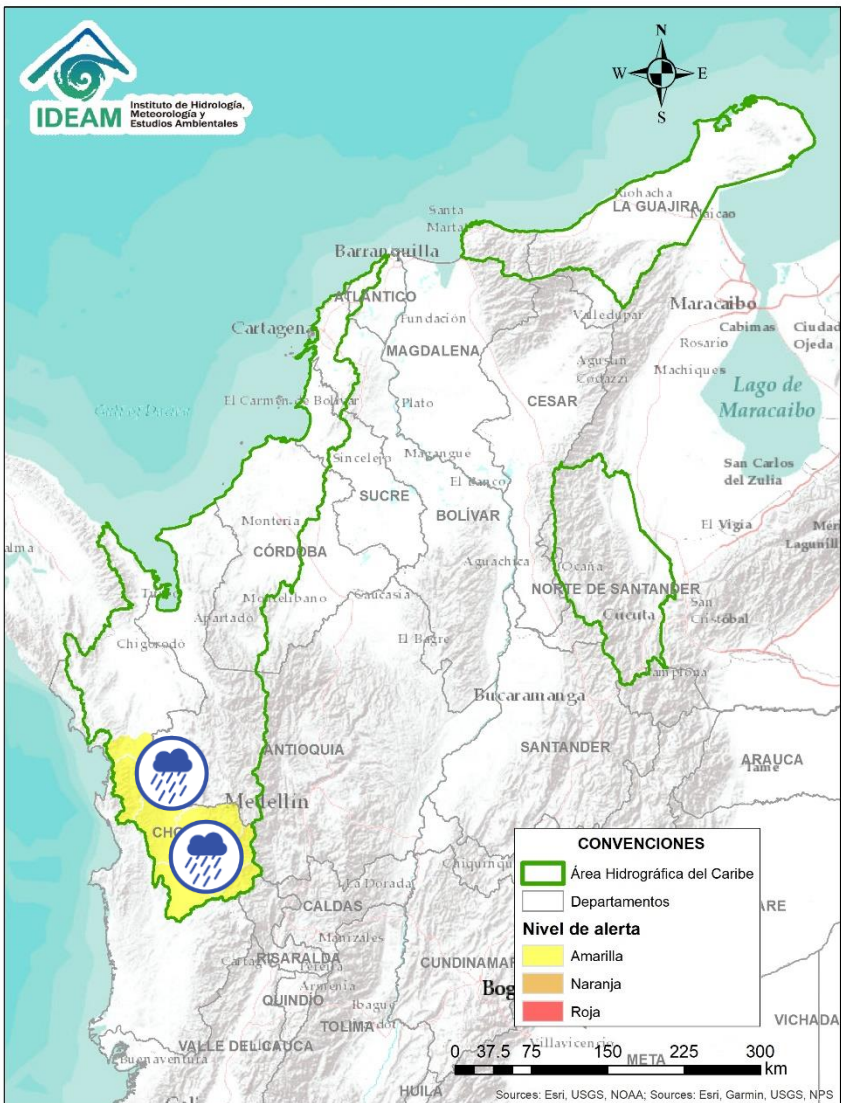 IDEAM
Instituto de Hidrología,
Meteorología y
Estudios Ambientales
N
W
E
S
Riohacha
LA GUAJIRA
Maicao
Santa
Marta
Barranquilla
ATLÁNTICO
Maracaibo
Cartagena
Fundación
Valledupar
Cabimas
Ciudad
Ojeda
Rosario
MAGDALENA
Agustín
Codazzi
Machiques
Lago de
Maracaibo
CESAR
El Carmen de Bolívar
Plato
Sincelejo
Magangué
San Carlos
del Zulia
SUCRE
El Banco
BOLÍVAR
Montería
El Vigía
CÓRDOBA
Aguachica
Ocaña
NORTE DE SANTANDER
Montelibano
Caucasia
Apartadó
San
Cristóbal
Cúcuta
Chigorodó
El Bagre
Pamplona
Bucaramanga
ANTIOQUIA
SANTANDER
ARAUCA
Tame
Medellín
CHO
La Dorada
CALDAS
Manizales
RISARALDA
Pereira
CUNDINAMAR
Armenia
QUINDÍO
Ibagué
Bog
TOLIMA
VALLE DEL CAUCA
Buenaventura
Villavicencio
META
VICHADA
HUILA
CONVENCIONES
Área Hidrográfica del Caribe
Departamentos
Nivel de alerta
Amarilla
Naranja
Roja
0 37.5 75 150 225 300
km
Sources: Esri, USGS, NOAA; Sources: Esri, Garmin, USGS, NPS